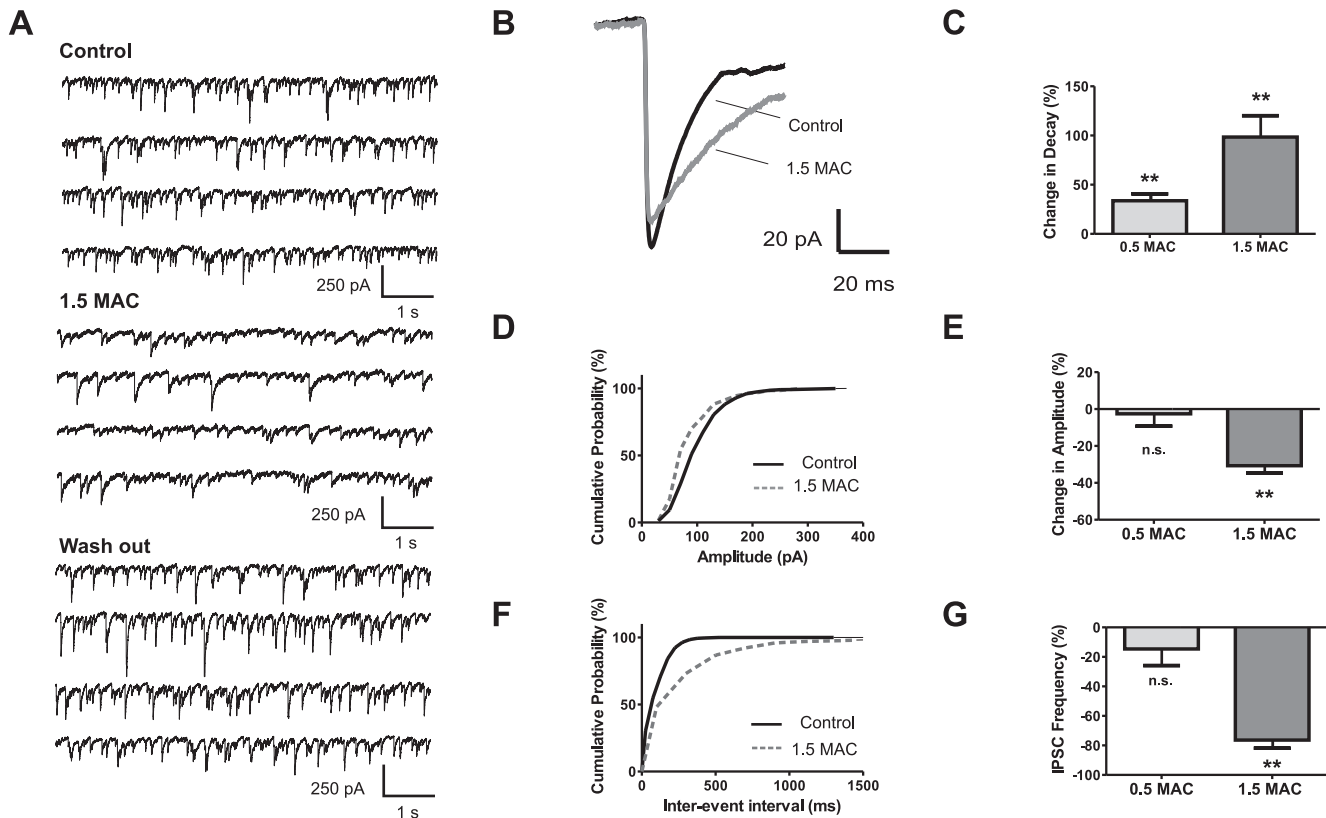 A
Control
250 pA
1 s
1.5 MAC
250 pA
1 s
Wash out
250 pA
1 s
B
Control
1.5 MAC
20 pA
20 ms
C
Change in Decay (%)
150
100
50
0
**
**
0.5 MAC
1.5 MAC
D
Cumulative Probability (%)
100
50
0
Control
1.5 MAC
0
100
200
300
400
Amplitude (pA)
E
Change in Amplitude (%)
20
0
-20
-40
-60
n.s.
**
0.5 MAC
1.5 MAC
F
Cumulative Probability (%)
100
50
0
Control
1.5 MAC
0
500
1000
1500
Inter-event interval (ms)
G
IPSC Frequency (%)
0
-20
-40
-60
-80
-100
n.s.
**
0.5 MAC
1.5 MAC